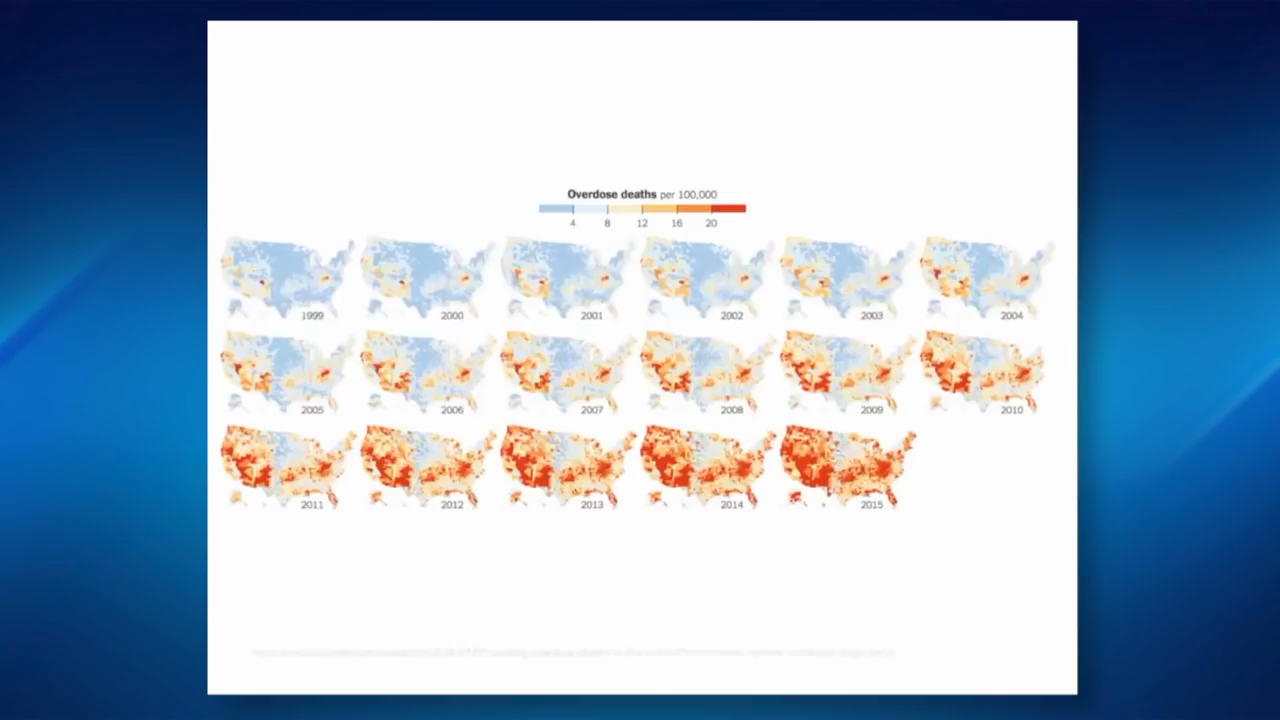 Overdose deaths per 100,000
4 8 12 16 20
1999 2000 2001 2002 2003 2004
2005 2006 2007 2008 2009 2010
2011 2012 2013 2014 2015